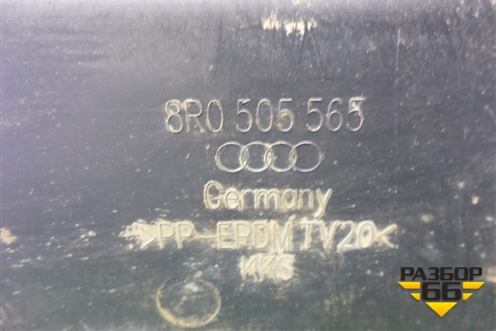 8R0 505 565
Germany
>PP-EPDM TV20<
KKS
РАЗБОР
66